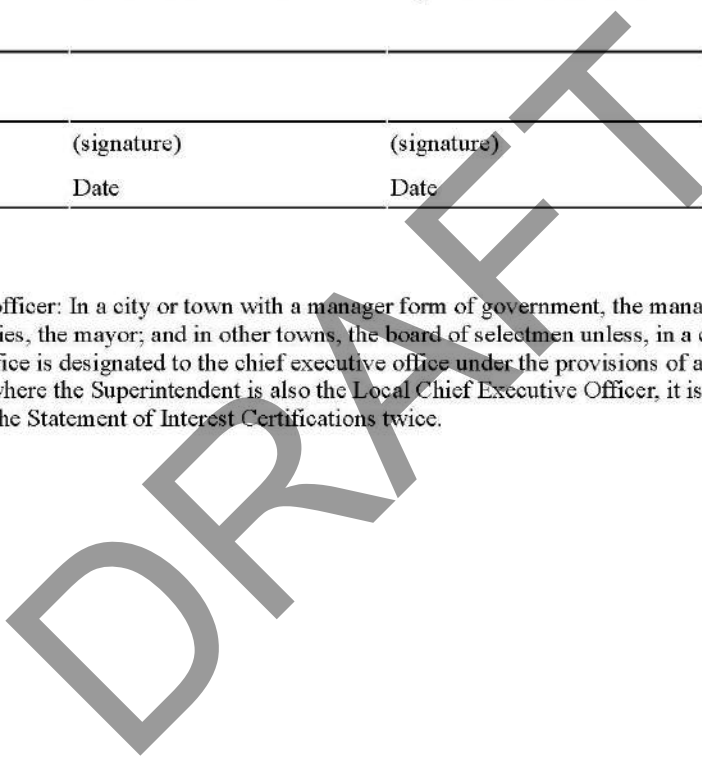 (signature) (signature)
Date Date
officer: In a city or town with a manager form of government, the mana
ies, the mayor; and in other towns, the board of selectmen unless, in a c
fice is designated to the chief executive office under the provisions of a
where the Superintendent is also the Local Chief Executive Officer, it is
he Statement of Interest Certifications twice.
DRAFT